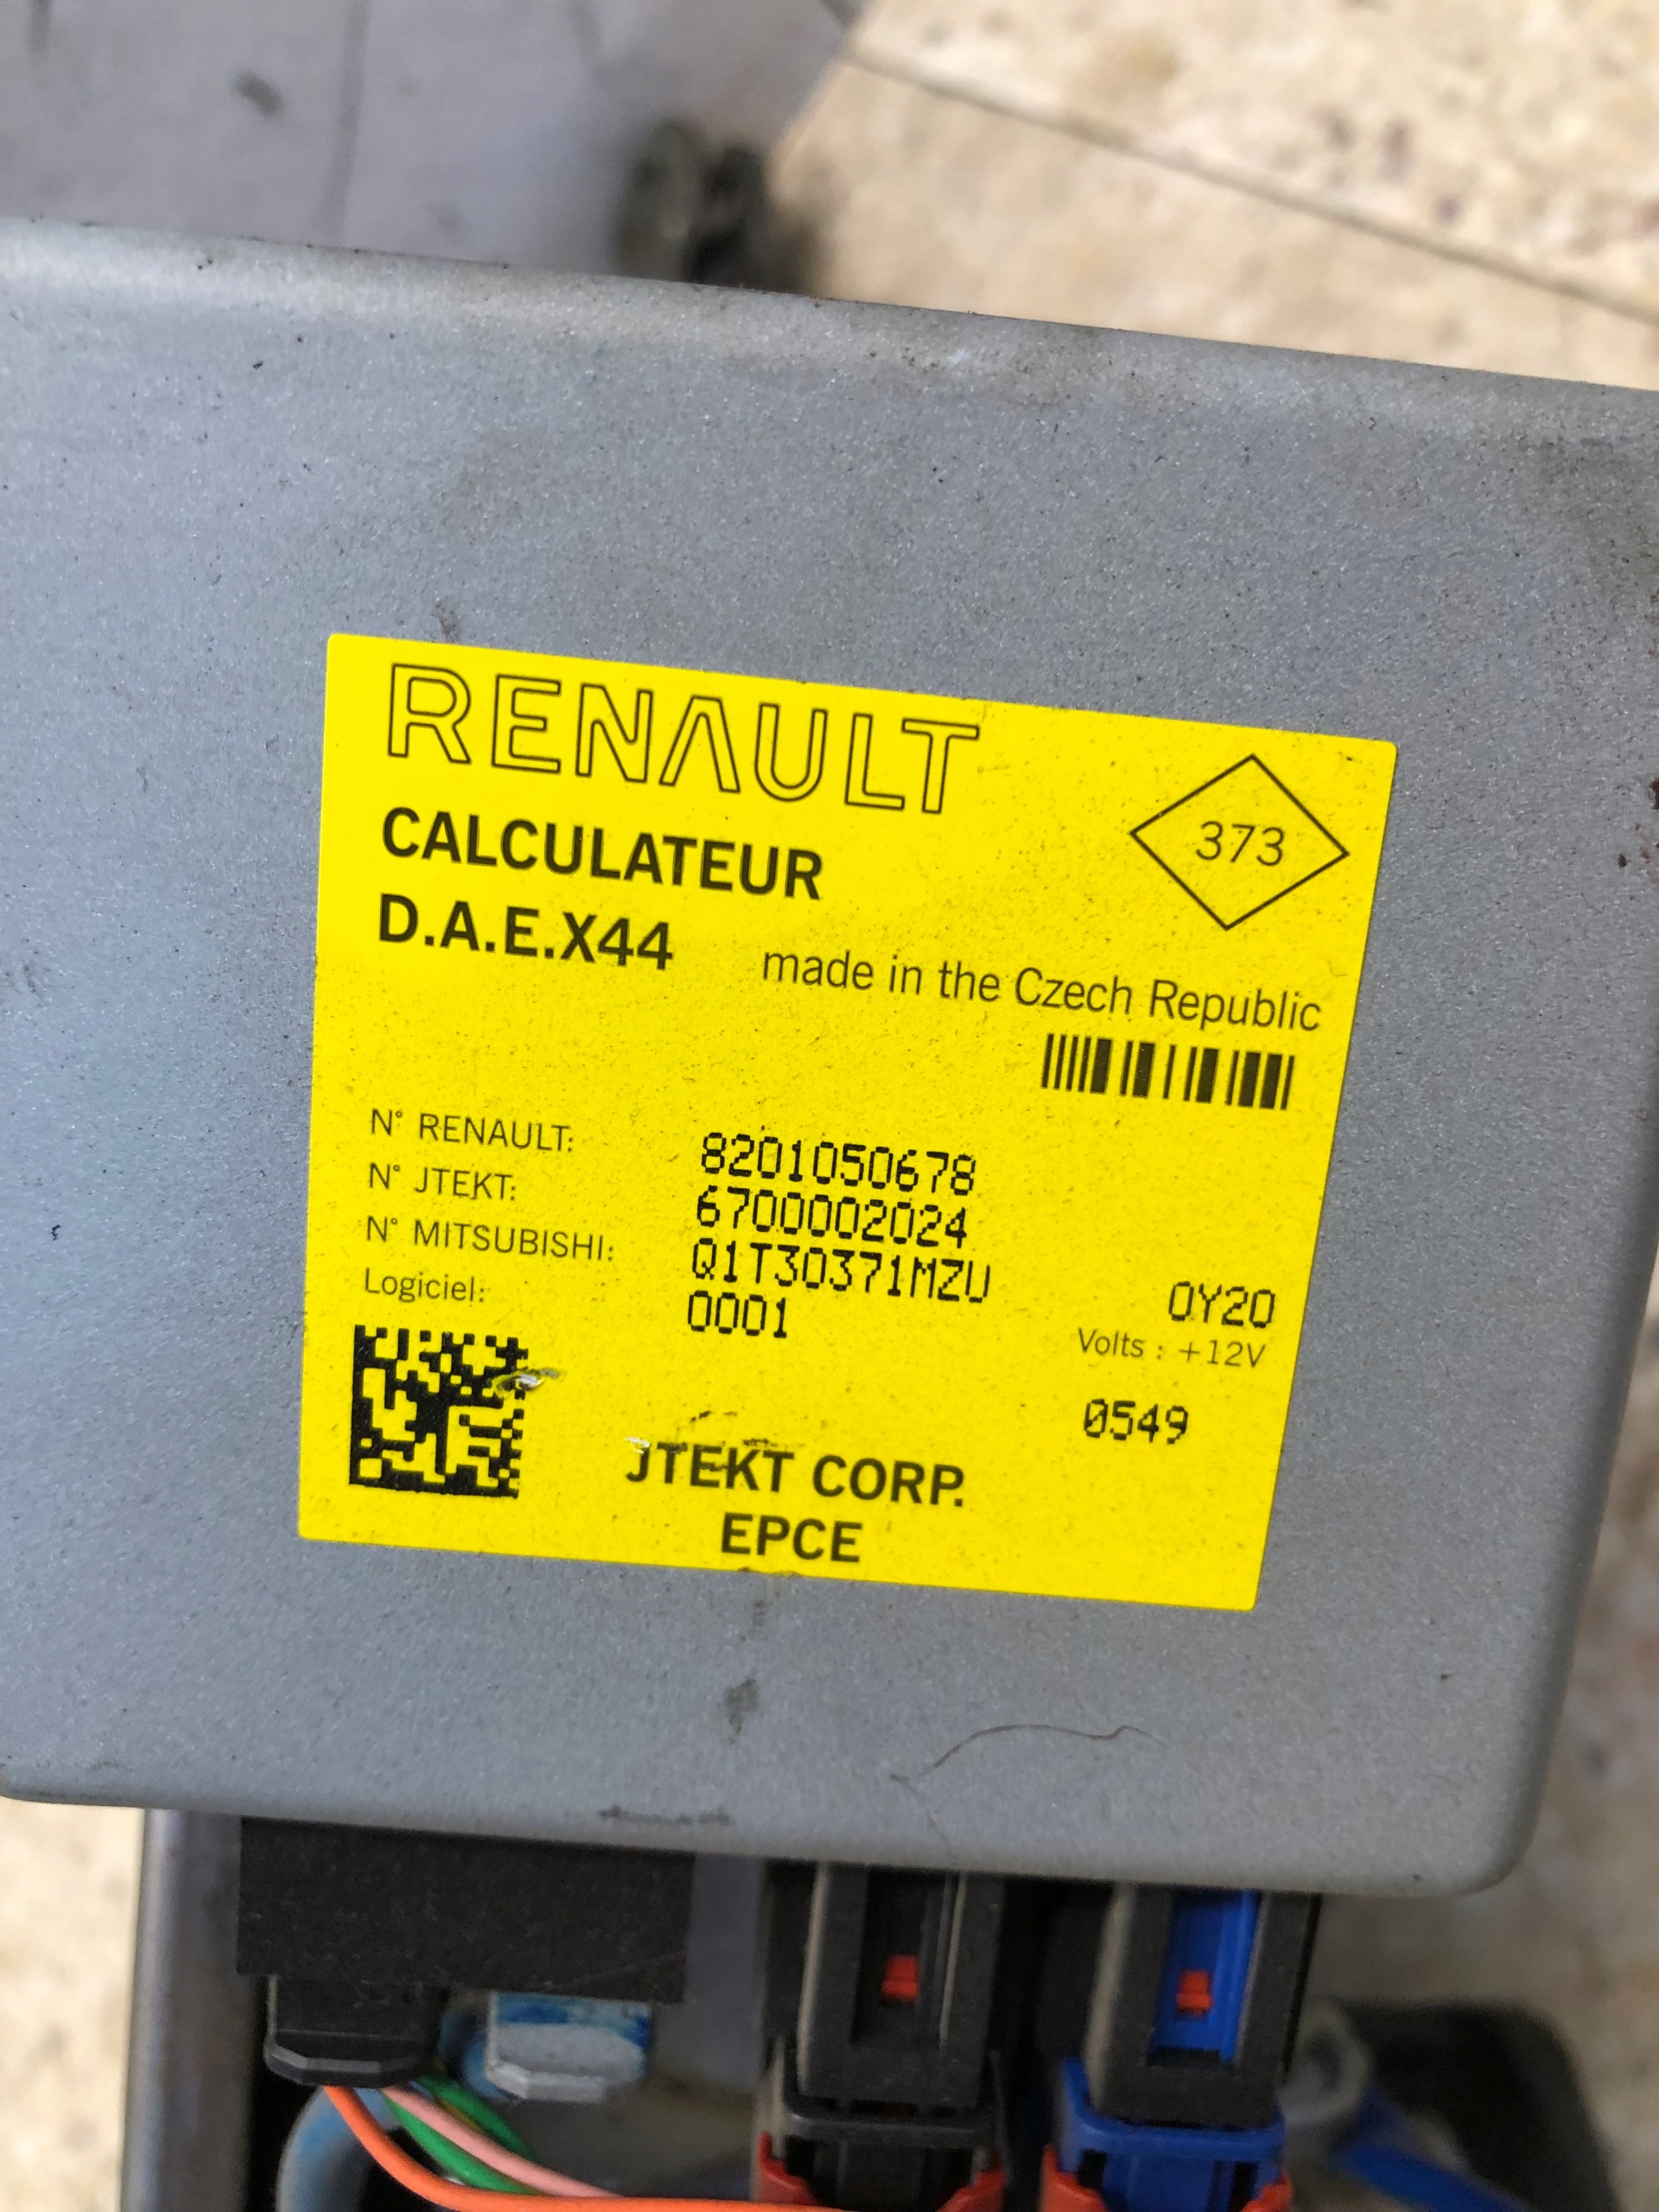 RENAULT
373
CALCULATEUR
D.A.E.X44
made in the Czech Republic
N° RENAULT: 8201050678
N° JTEKT: 6700002024
N° MITSUBISHI: Q1T30371MZU
0Y20
Logiciel: 0001
Volts : +12V
0549
JTEKT CORP.
EPCE